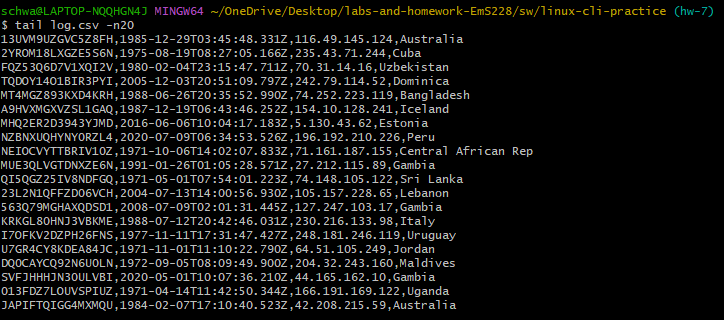 schwa@LAPTOP-NQQHGN4J MINGW64 ~/OneDrive/Desktop/labs-and-homework-EmS228/sw/linux-cli-practice (hw-7)
$ tail log.csv -n20
13UVM9UZGVC5Z8FH,1985-12-29T03:45:48.331Z,116.49.145.124,Australia
2YROM18LXGZE5S6N,1975-08-19T08:27:05.166Z,235.43.71.244,Cuba
FQZ53Q6D7V1XQI2V,1980-02-04T23:15:47.711Z,70.31.14.16,Uzbekistan
TQDOY14O1BIR3PYI,2005-12-03T20:51:09.797Z,242.79.114.52,Dominica
MT4MGZ893KXD4KRH,1988-06-26T20:35:52.990Z,74.252.223.119,Bangladesh
A9HVXMGXVZSL1GAQ,1987-12-19T06:43:46.252Z,154.10.128.241,Iceland
MHQ2ER2D3943YJMD,2016-06-06T10:04:17.183Z,5.130.43.62,Estonia
NZBNXUQHYNYORZL4,2020-07-09T06:34:53.526Z,196.192.210.226,Peru
NEIOCVYTTBRIV1OZ,1971-10-06T14:02:07.833Z,71.161.187.155,Central African Rep
MUE3QLVGTDNXZE6N,1991-01-26T01:05:28.571Z,27.212.115.89,Gambia
QI5QGZ25IV8NDFGQ,1971-05-01T07:54:01.223Z,74.148.105.122,Sri Lanka
23L2N1QFFZDO6VCH,2004-07-13T14:00:56.930Z,105.157.228.65,Lebanon
563Q79MGHAXQDSD1,2008-07-09T02:01:31.445Z,127.247.103.17,Gambia
KRKGL8OHNJ3VBKME,1988-07-12T20:42:46.031Z,230.216.133.98,Italy
I7OFKV2DZPH26FNS,1977-11-11T17:31:47.427Z,248.181.246.119,Uruguay
U7GR4CY8KDEA84JC,1971-11-01T11:10:22.790Z,64.51.105.249,Jordan
DQOCAYCQ92N6UOLN,1972-09-05T08:09:49.900Z,204.32.243.160,Maldives
SVFJHHHJN3OULVBI,2020-05-01T10:07:36.210Z,44.165.162.10,Gambia
O13FDZ7LOUVSPIUZ,1971-04-14T11:42:50.344Z,166.191.169.122,Uganda
JAPIFTQIGG4MXMQU,1984-02-07T17:10:40.523Z,42.208.215.59,Australia